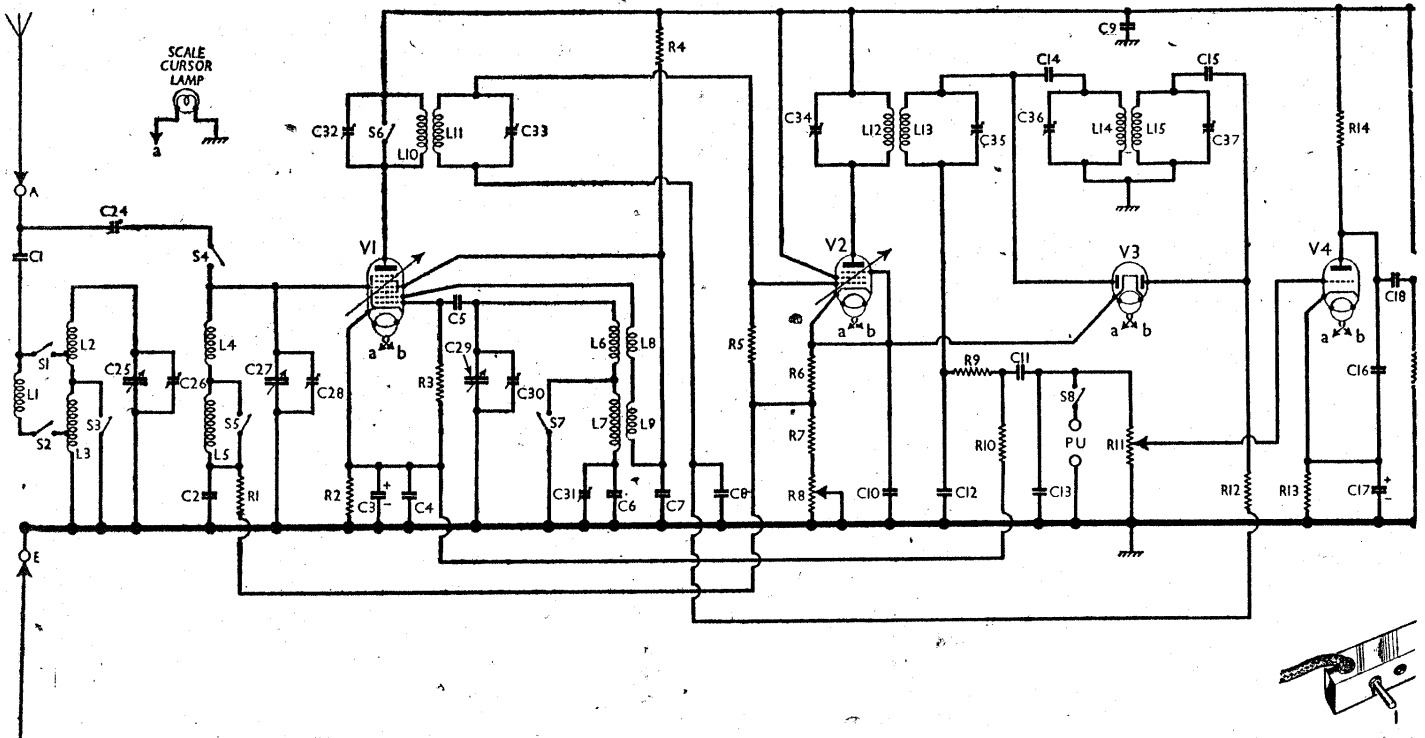 SCALE
CURSOR
LAMP
a
A
E
C1
C24
S4
L1
S1
S2
L2
L3
S3
C25
C26
L4
L5
S5
C2
R1
C27
C28
C32
S6
L10
L11
C33
V1
a b
R2
C3
+
−
C4
R3
C5
C29
C30
S7
L6
L7
L8
L9
C31
C6
C7
C8
R4
R5
C34
L12
L13
C35
V2
a b
R6
R7
R8
C10
C12
R9
C11
R10
C13
S8
PU
R11
C9
C14
C15
C36
L14
L15
C37
V3
a b
R12
R14
V4
a b
R13
C16
C17
+
−
C18
1